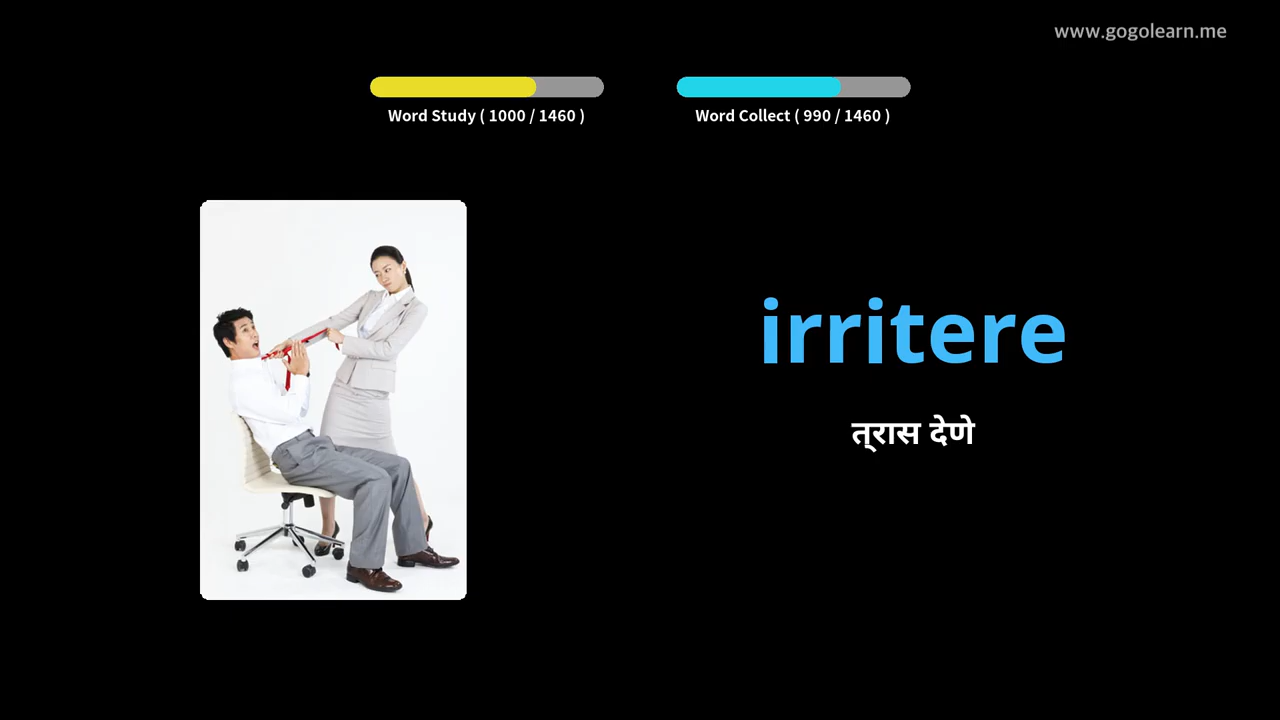 www.gogolearn.me
Word Study ( 1000 / 1460 )
Word Collect ( 990 / 1460 )
irritere
त्रास देणे